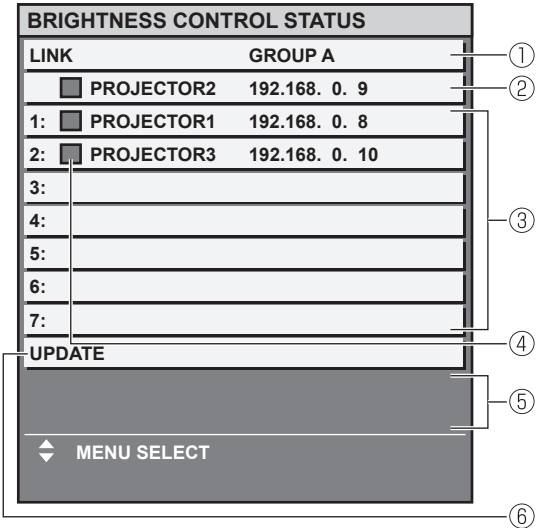 BRIGHTNESS CONTROL STATUS
LINK GROUP A ①
PROJECTOR2 192.168. 0. 9 ②
1: PROJECTOR1 192.168. 0. 8
2: PROJECTOR3 192.168. 0. 10
3:
4: ③
5:
6:
7:
UPDATE ④
⑤
MENU SELECT
⑥